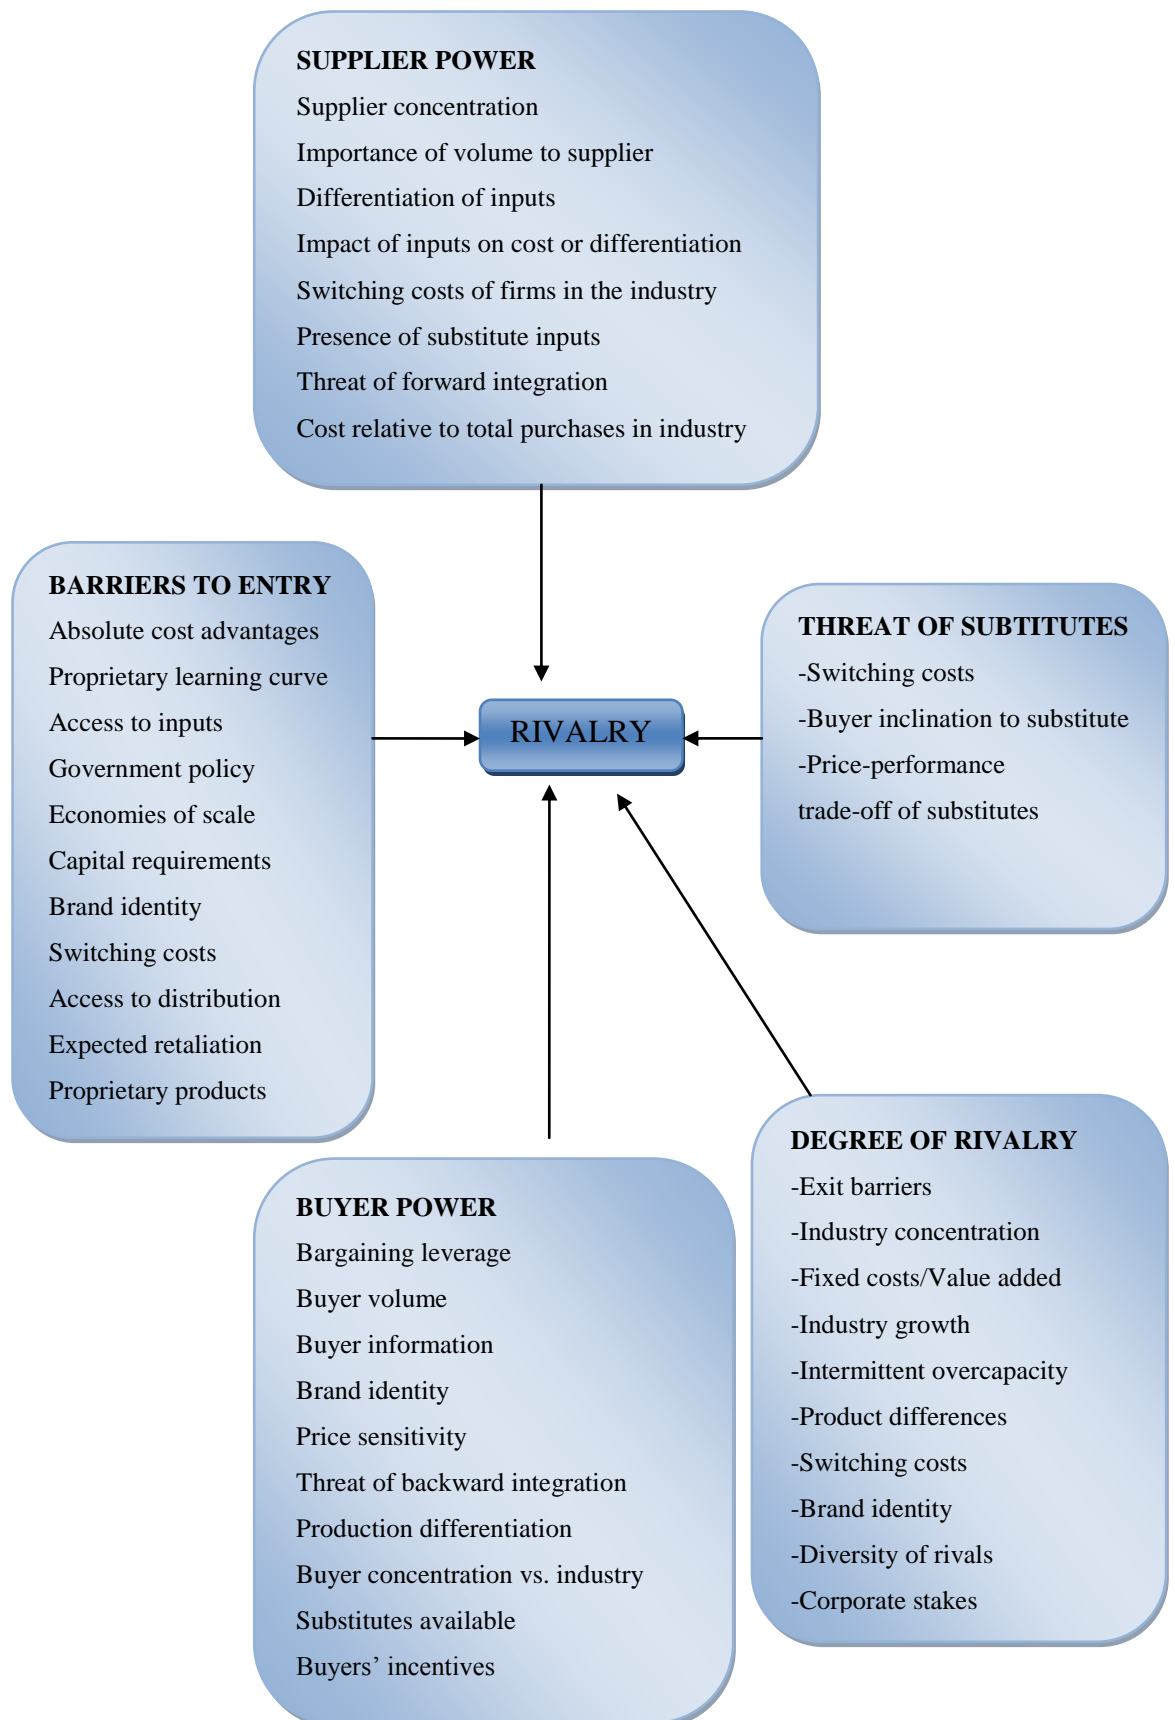 SUPPLIER POWER
Supplier concentration
Importance of volume to supplier
Differentiation of inputs
Impact of inputs on cost or differentiation
Switching costs of firms in the industry
Presence of substitute inputs
Threat of forward integration
Cost relative to total purchases in industry
BARRIERS TO ENTRY
Absolute cost advantages
Proprietary learning curve
Access to inputs
Government policy
Economies of scale
Capital requirements
Brand identity
Switching costs
Access to distribution
Expected retaliation
Proprietary products
RIVALRY
THREAT OF SUBTITUTES
-Switching costs
-Buyer inclination to substitute
-Price-performance
trade-off of substitutes
BUYER POWER
Bargaining leverage
Buyer volume
Buyer information
Brand identity
Price sensitivity
Threat of backward integration
Production differentiation
Buyer concentration vs. industry
Substitutes available
Buyers’ incentives
DEGREE OF RIVALRY
-Exit barriers
-Industry concentration
-Fixed costs/Value added
-Industry growth
-Intermittent overcapacity
-Product differences
-Switching costs
-Brand identity
-Diversity of rivals
-Corporate stakes